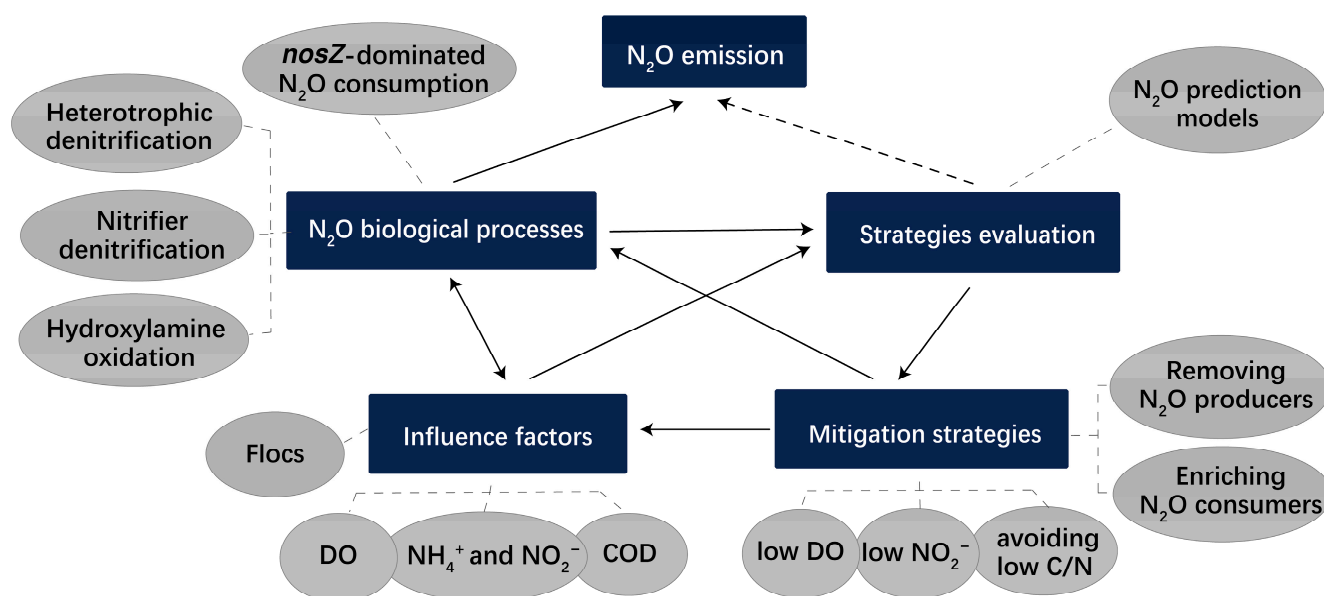 N₂O emission
nosZ-dominated
N₂O consumption
N₂O prediction
models
Heterotrophic
denitrification
Nitrifier
denitrification
Hydroxylamine
oxidation
N₂O biological processes
Strategies evaluation
Influence factors
Mitigation strategies
Removing
N₂O producers
Enriching
N₂O consumers
Flocs
DO
NH₄⁺ and NO₂⁻
COD
low DO
low NO₂⁻
avoiding
low C/N